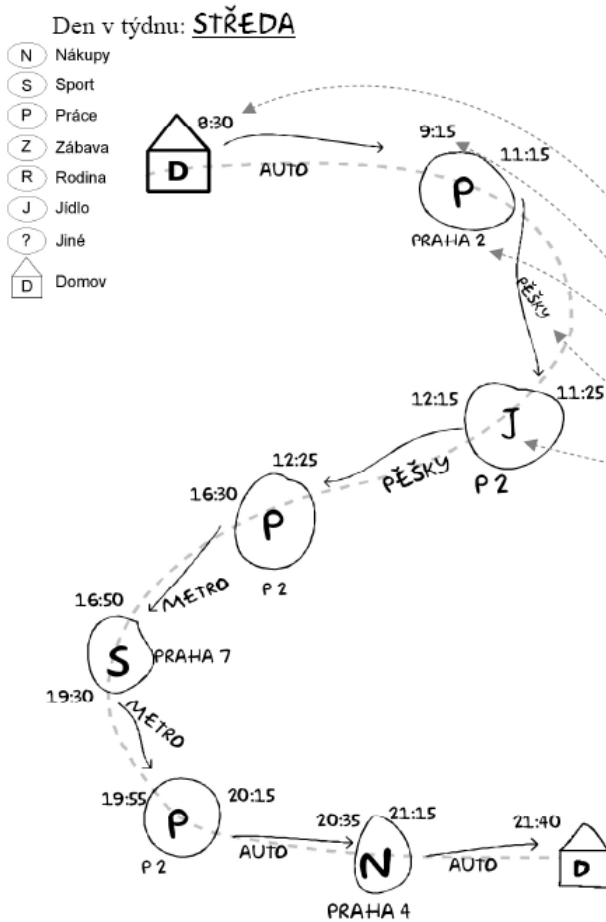 Den v týdnu: STŘEDA
N Nákupy
S Sport
P Práce
Z Zábava
R Rodina
J Jídlo
? Jiné
D Domov
8:30
D
AUTO
9:15
11:15
P
PRAHA 2
PĚŠKY
12:15
11:25
J
P 2
PĚŠKY
12:25
16:30
P
P 2
METRO
16:50
S
PRAHA 7
19:30
METRO
19:55
20:15
P
P 2
AUTO
20:35
21:15
N
PRAHA 4
AUTO
21:40
D